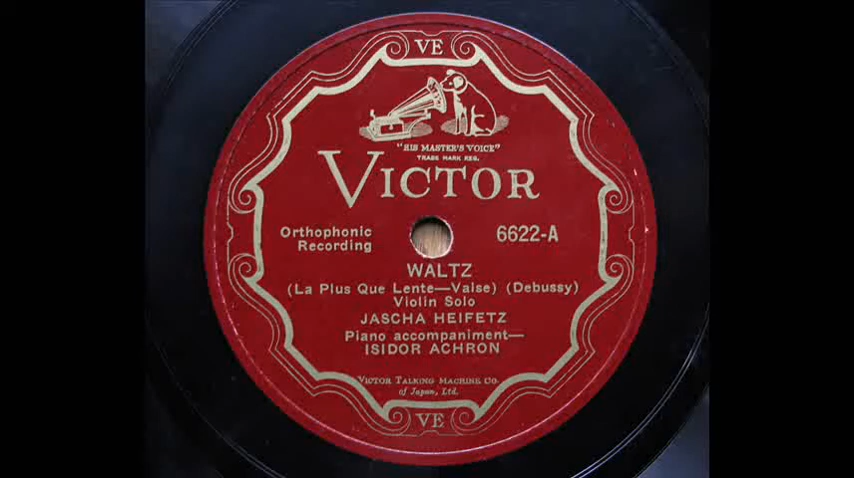 VE
"HIS MASTER'S VOICE"
TRADE MARK REG.
VICTOR
Orthophonic
Recording
6622-A
WALTZ
(La Plus Que Lente—Valse) (Debussy)
Violin Solo
JASCHA HEIFETZ
Piano accompaniment—
ISIDOR ACHRON
VICTOR TALKING MACHINE CO.
of Japan, Ltd.
VE